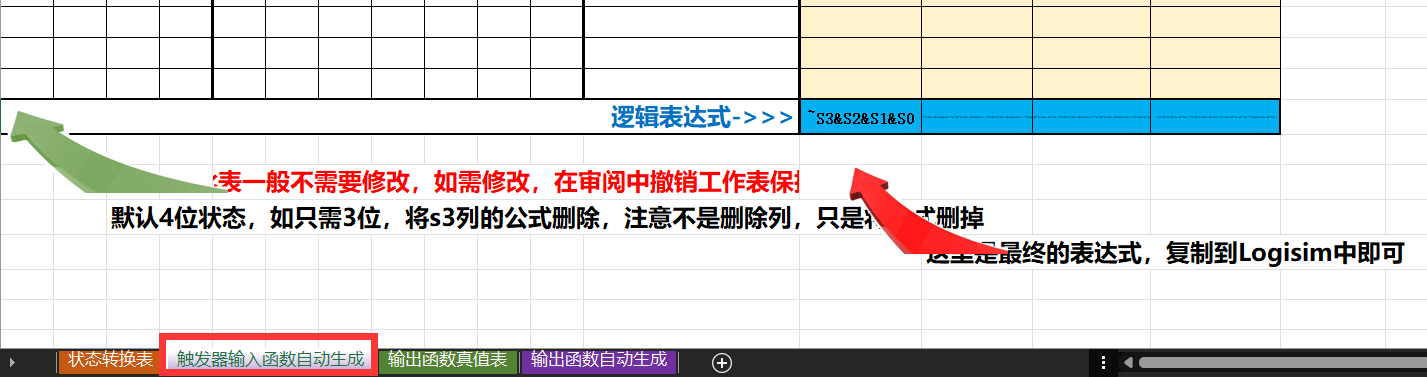 逻辑表达式->>>
~S3&S2&S1&S0
表一般不需要修改，如需修改，在审阅中撤销工作表保
默认4位状态，如只需3位，将s3列的公式删除，注意不是删除列，只是 式删掉
这里是最终的表达式，复制到Logisim中即可
状态转换表
触发器输入函数自动生成
输出函数真值表
输出函数自动生成